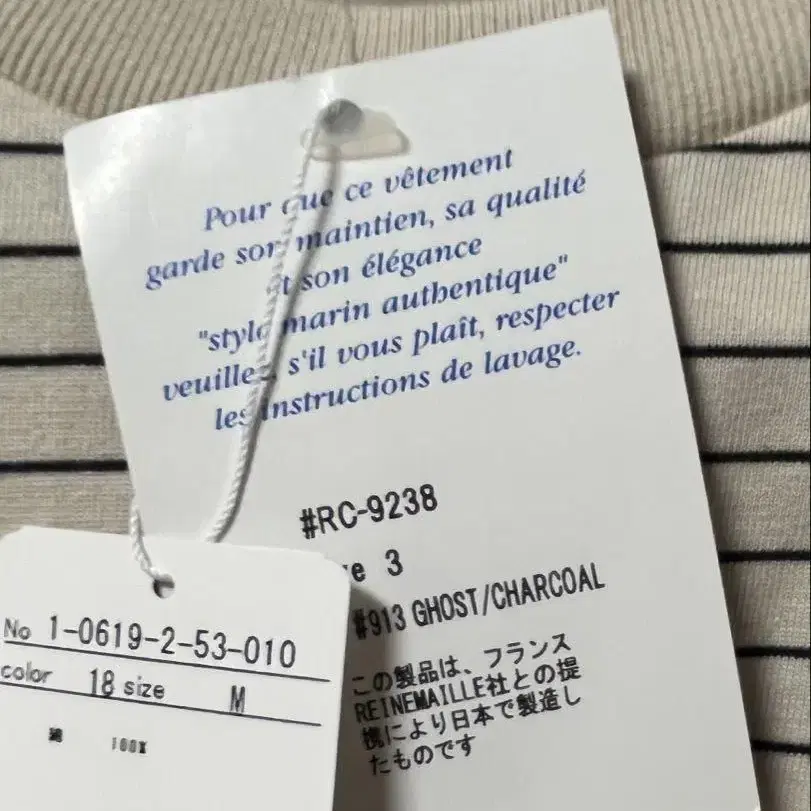 Pour que ce vêtement
garde son maintien, sa qualité
et son élégance
"style marin authentique"
veuillez, s'il vous plaît, respecter
les instructions de lavage.
#RC-9238
3
#913 GHOST/CHARCOAL
この製品は、フランス
REINEMAILLE社との提
携により日本で製造し
たものです
No 1-0619-2-53-010
color 18 size M
綿 100%